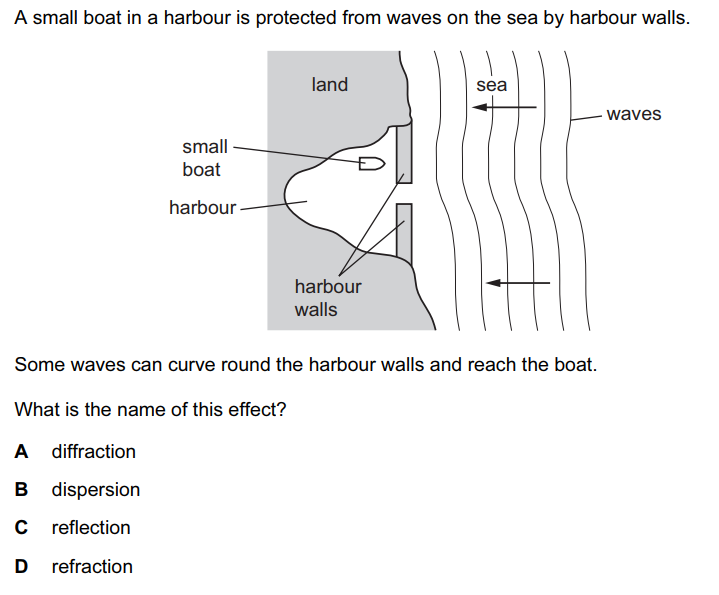 A small boat in a harbour is protected from waves on the sea by harbour walls.
land
sea
waves
small
boat
harbour
harbour
walls
Some waves can curve round the harbour walls and reach the boat.
What is the name of this effect?
A diffraction
B dispersion
C reflection
D refraction